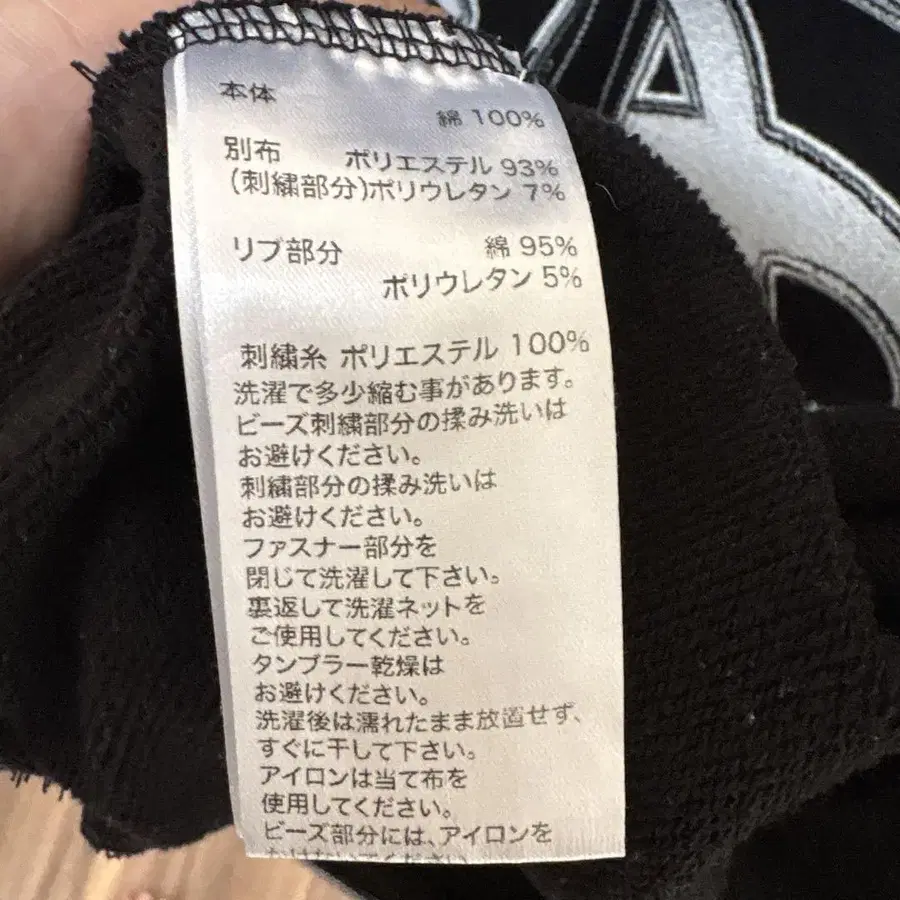 本体
綿 100%
別布 ポリエステル 93%
(刺繍部分)ポリウレタン 7%
リブ部分 綿 95%
ポリウレタン 5%
刺繍糸 ポリエステル 100%
洗濯で多少縮む事があります。
ビーズ刺繍部分の揉み洗いは
お避けください。
刺繍部分の揉み洗いは
お避けください。
ファスナー部分を
閉じて洗濯して下さい。
裏返して洗濯ネットを
ご使用してください。
タンブラー乾燥は
お避けください。
洗濯後は濡れたまま放置せず、
すぐに干して下さい。
アイロンは当て布を
使用してください。
ビーズ部分には、アイロンを
かけないでください。